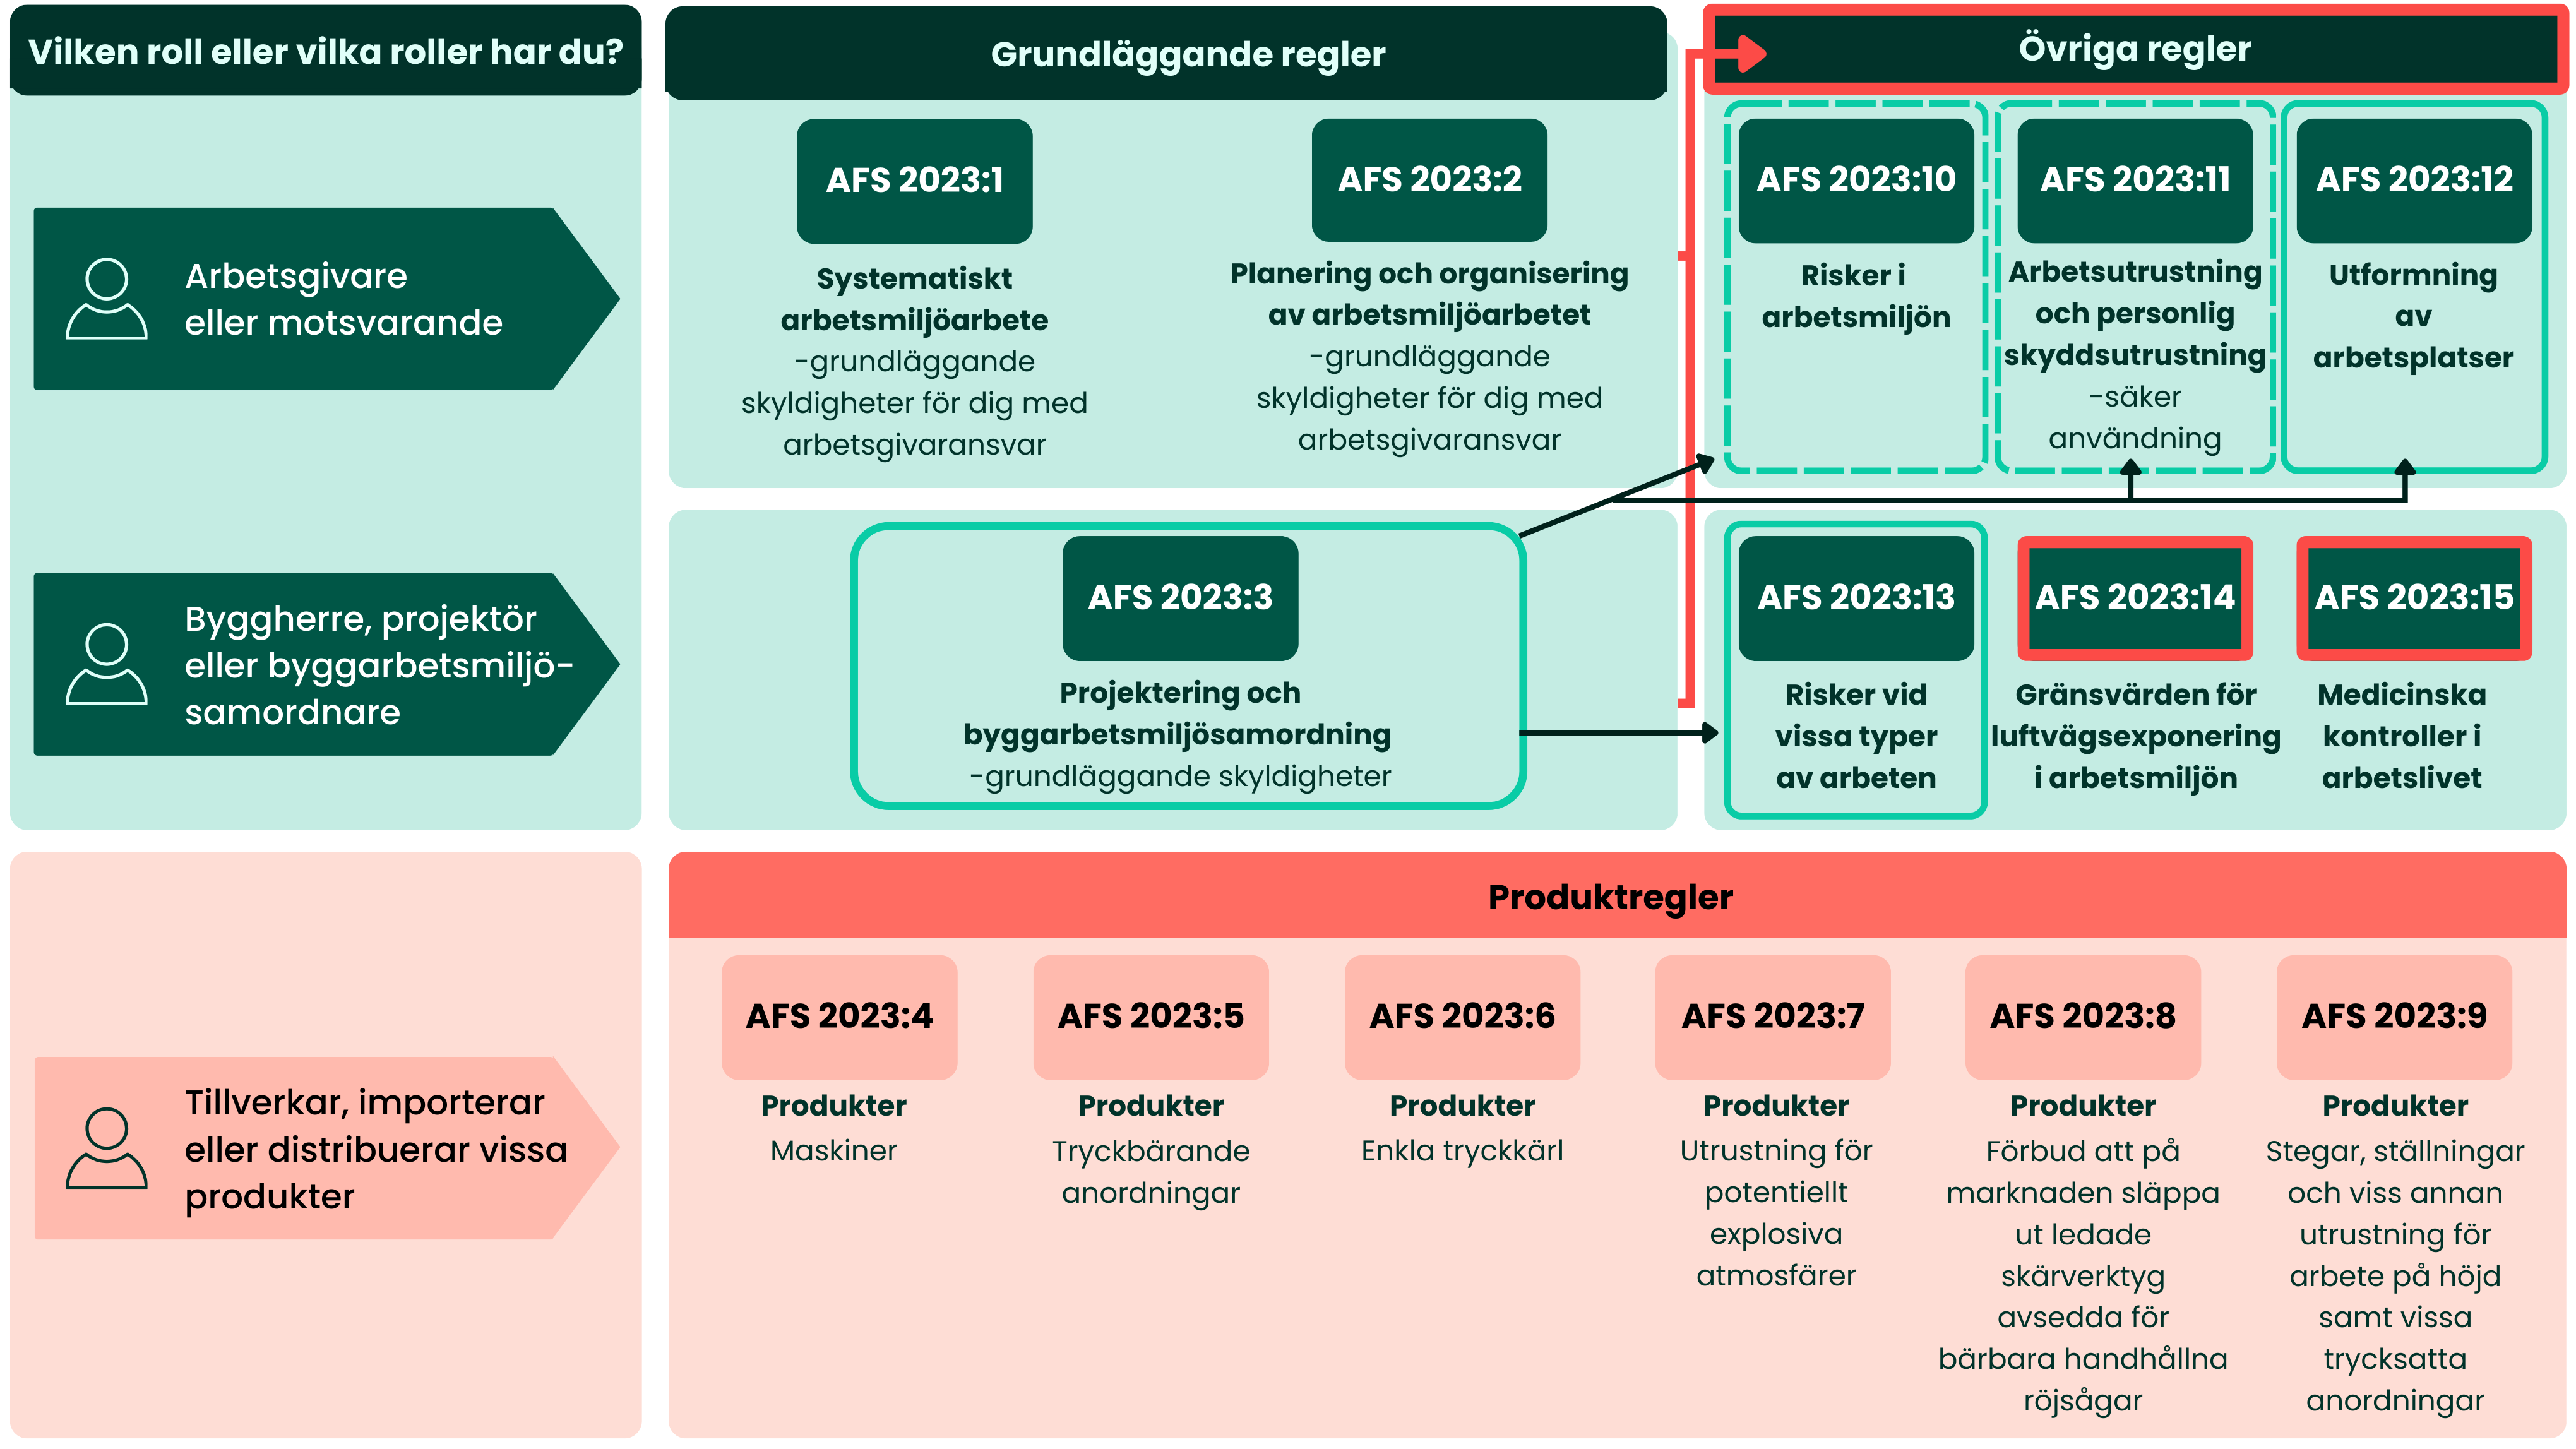 Vilken roll eller vilka roller har du?
Arbetsgivare
eller motsvarande
Byggherre, projektör
eller byggarbetsmiljö-
samordnare
Grundläggande regler
AFS 2023:1
Systematiskt
arbetsmiljöarbete
-grundläggande
skyldigheter för dig med
arbetsgivaransvar
AFS 2023:2
Planering och organisering
av arbetsmiljöarbetet
-grundläggande
skyldigheter för dig med
arbetsgivaransvar
AFS 2023:3
Projektering och
byggarbetsmiljösamordning
-grundläggande skyldigheter
Övriga regler
AFS 2023:10
Risker i
arbetsmiljön
AFS 2023:11
Arbetsutrustning
och personlig
skyddsutrustning
-säker
användning
AFS 2023:12
Utformning
av
arbetsplatser
AFS 2023:13
Risker vid
vissa typer
av arbeten
AFS 2023:14
Gränsvärden för
luftvägsexponering
i arbetsmiljön
AFS 2023:15
Medicinska
kontroller i
arbetslivet
Tillverkar, importerar
eller distribuerar vissa
produkter
Produktregler
AFS 2023:4
Produkter
Maskiner
AFS 2023:5
Produkter
Tryckbärande
anordningar
AFS 2023:6
Produkter
Enkla tryckkärl
AFS 2023:7
Produkter
Utrustning för
potentiellt
explosiva
atmosfärer
AFS 2023:8
Produkter
Förbud att på
marknaden släppa
ut ledade
skärverktyg
avsedda för
bärbara handhållna
röjsågar
AFS 2023:9
Produkter
Stegar, ställningar
och viss annan
utrustning för
arbete på höjd
samt vissa
trycksatta
anordningar